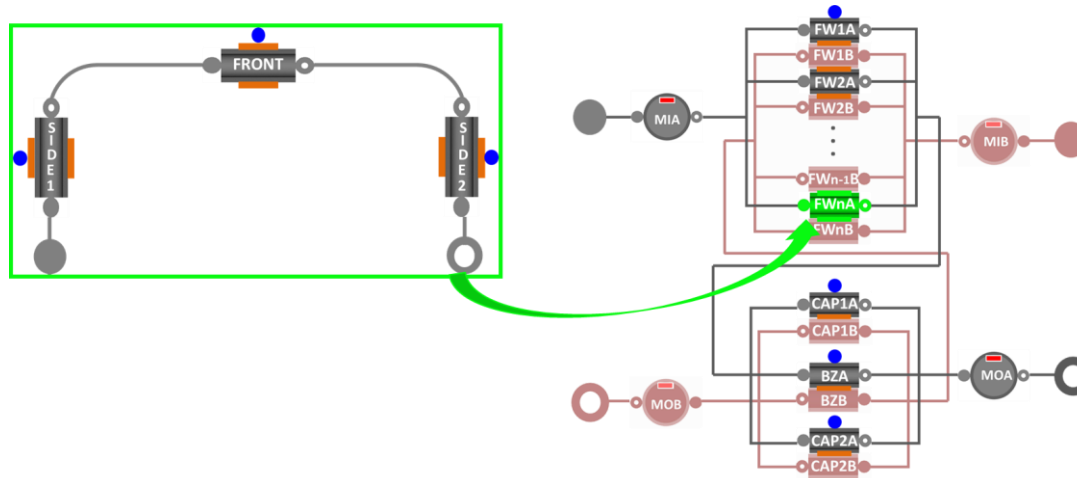 FRONT
SIDE1
SIDE2
FW1A
FW1B
FW2A
FW2B
FWn-1B
FWnA
FWnB
MIA
MIB
CAP1A
CAP1B
BZA
BZB
CAP2A
CAP2B
MOB
MOA